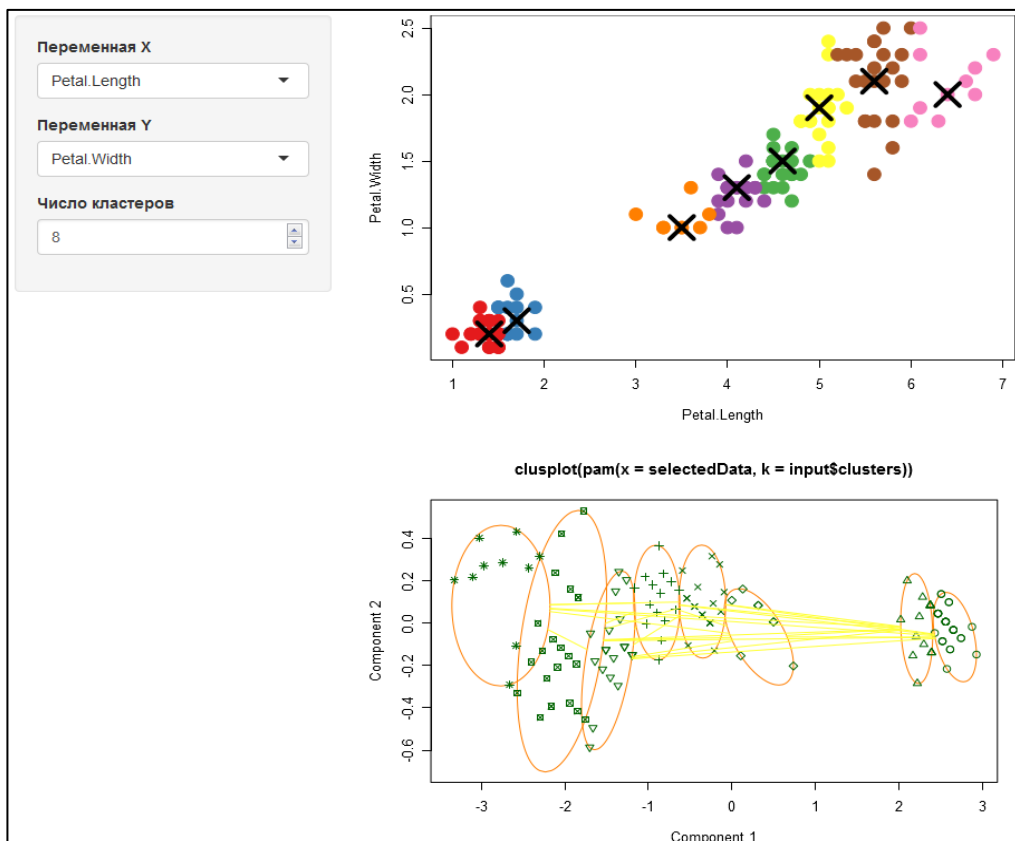 Переменная X
Petal.Length
Переменная Y
Petal.Width
Число кластеров
8
2.5
2.0
1.5
1.0
0.5
Petal.Width
1 2 3 4 5 6 7
Petal.Length
clusplot(pam(x = selectedData, k = input$clusters))
0.4
0.2
0.0
-0.2
-0.4
-0.6
Component 2
-3 -2 -1 0 1 2 3
Component 1